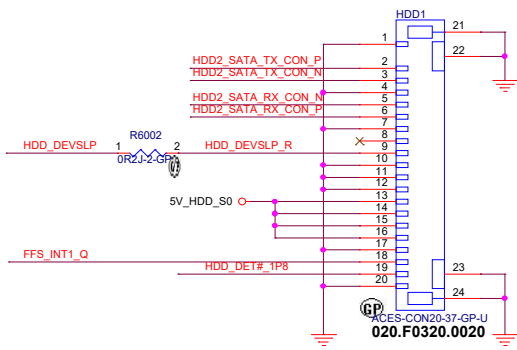 HDD1
1
21
22
HDD2_SATA_TX_CON_P
2
HDD2_SATA_TX_CON_N
3
4
HDD2_SATA_RX_CON_N
5
HDD2_SATA_RX_CON_P
6
7
8
R6002
HDD_DEVSLP
1
2
HDD_DEVSLP_R
9
0R2J-2-GP
10
11
12
5V_HDD_S0
13
14
15
16
17
FFS_INT1_Q
18
HDD_DET#_1P8
19
23
20
24
GP
ACES-CON20-37-GP-U
020.F0320.0020